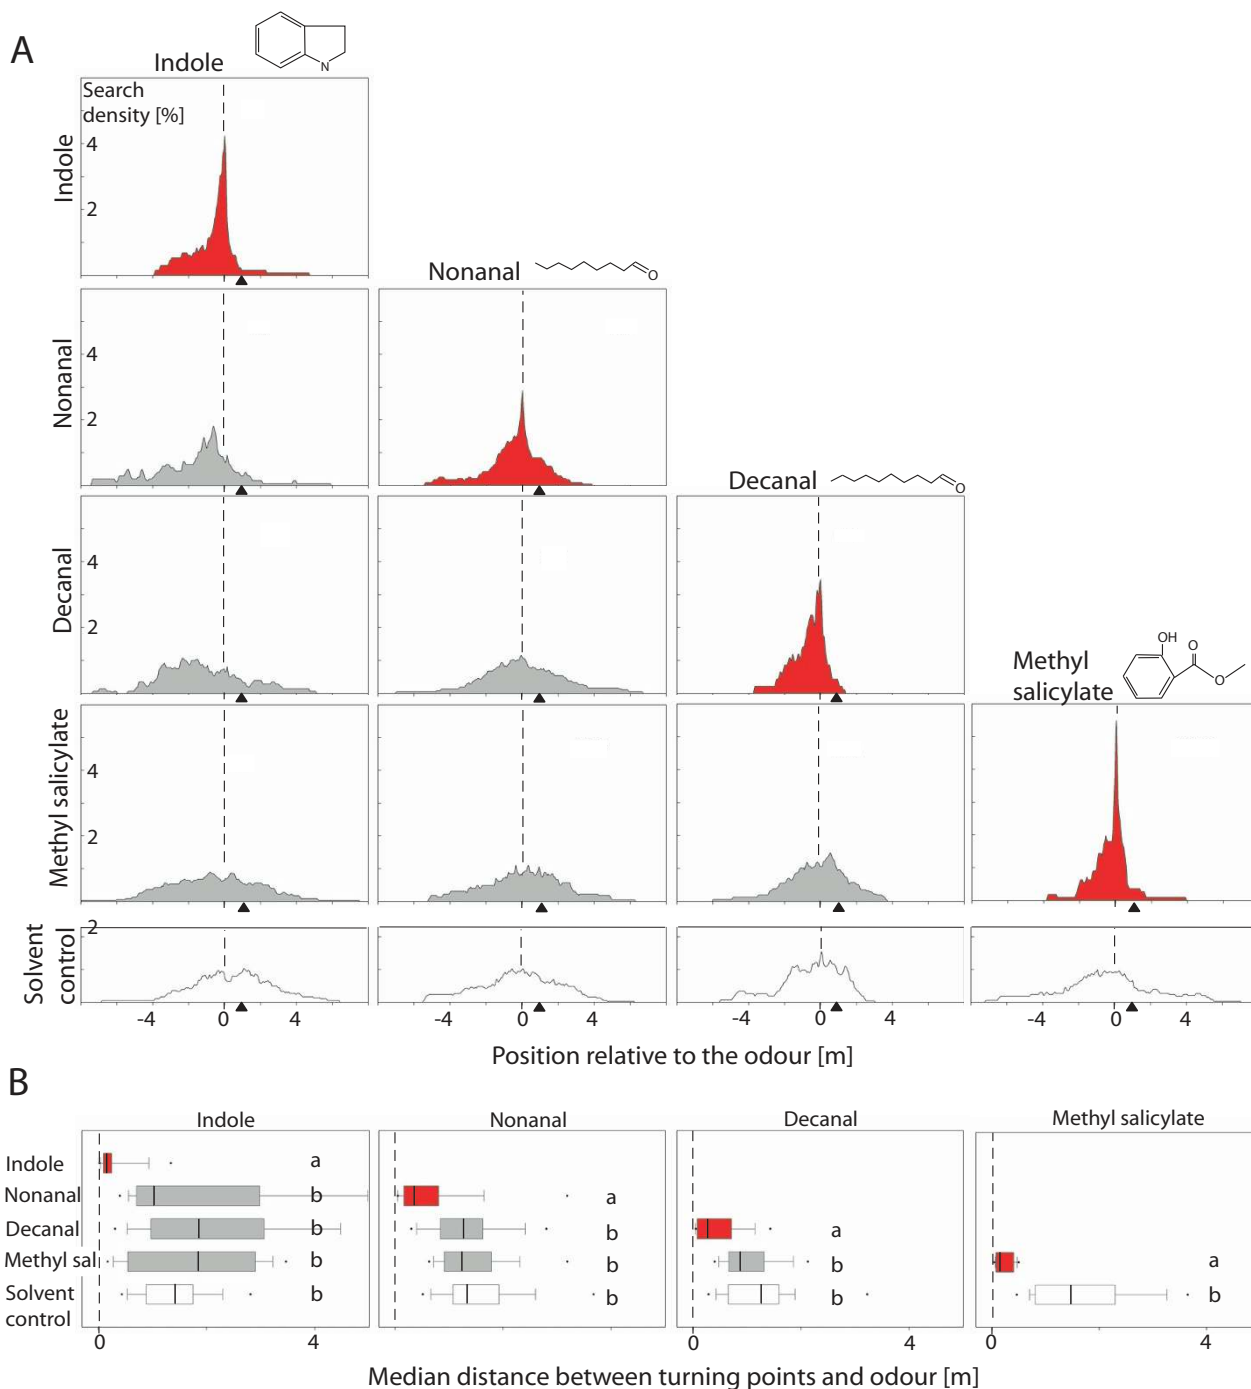 A
Indole
N
Search
density [%]
Indole
4
2
Nonanal
O
Nonanal
4
2
Decanal
O
Decanal
4
2
Methyl
salicylate
OH
O
O
Methyl salicylate
4
2
Solvent
control
2
-4 0 4
-4 0 4
-4 0 4
-4 0 4
Position relative to the odour [m]
B
Indole
Nonanal
Decanal
Methyl salicylate
Indole
a
Nonanal
b
a
Decanal
b
b
a
Methyl sal
b
b
b
a
Solvent
control
b
b
b
b
0 4
0 4
0 4
Median distance between turning points and odour [m]